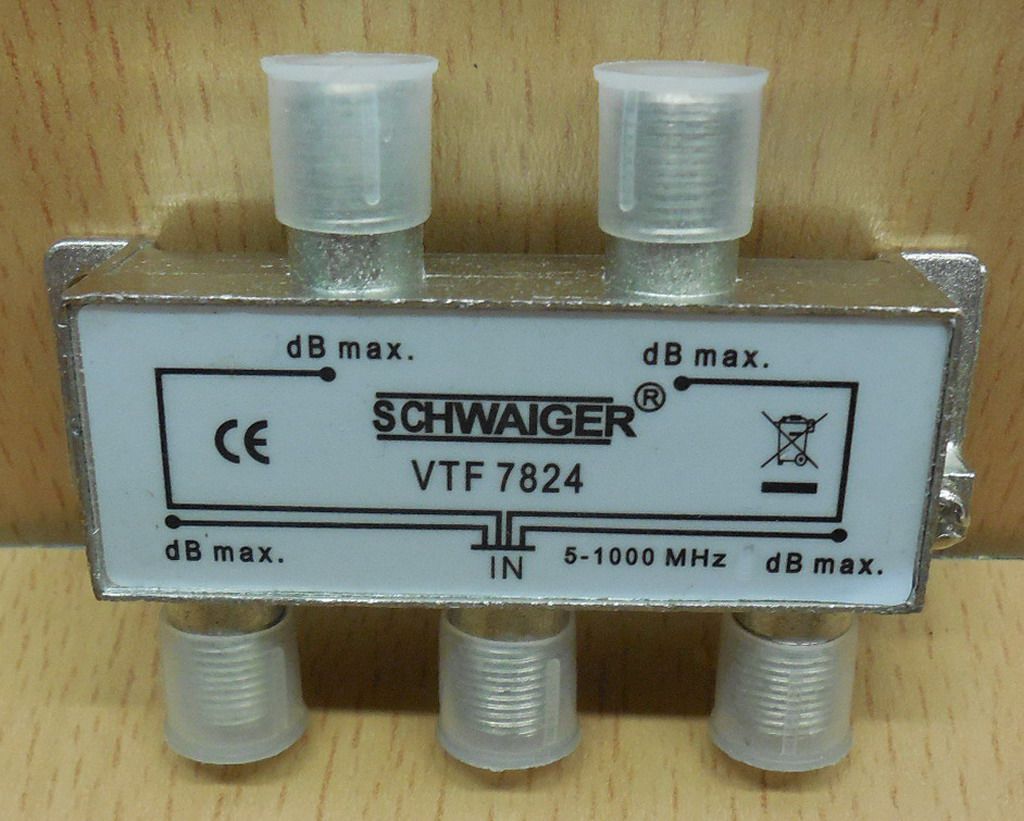 dB max.
dB max.
SCHWAIGER®
CE
VTF 7824
dB max.
IN
5-1000 MHz
dB max.